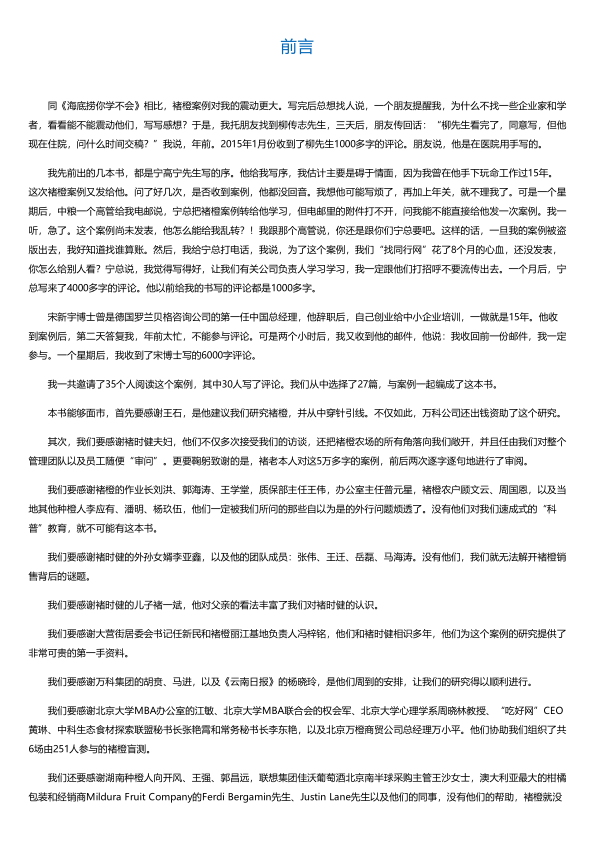 前言
同《海底捞你学不会》相比，褚橙案例对我的震动更大。写完后总想找人说，一个朋友提醒我，为什么不找一些企业家和学
者，看看能不能震动他们，写写感想？于是，我托朋友找到柳传志先生，三天后，朋友传回话：“柳先生看完了，同意写，但他
现在住院，问什么时间交稿？”我说，年前。2015年1月份收到了柳先生1000多字的评论。朋友说，他是在医院用手写的。
我先前出的几本书，都是宁高宁先生写的序。他给我写序，我估计主要是碍于情面，因为我曾在他手下玩命工作过15年。
这次褚橙案例又发给他。问了好几次，是否收到案例，他都没回音。我想他可能写烦了，再加上年关，就不理我了。可是一个星
期后，中粮一个高管给我电邮说，宁总把褚橙案例转给他学习，但电邮里的附件打不开，问我能不能直接给他发一次案例。我一
听，急了。这个案例尚未发表，他怎么能给我乱转？！我跟那个高管说，你还是跟你们宁总要吧。这样的话，一旦我的案例被盗
版出去，我好知道找谁算账。然后，我给宁总打电话，我说，为了这个案例，我们“找同行网”花了8个月的心血，还没发表，
你怎么给别人看？宁总说，我觉得写得好，让我们有关公司负责人学习学习，我一定跟他们打招呼不要流传出去。一个月后，宁
总写来了4000多字的评论。他以前给我的书写的评论都是1000多字。
宋新宇博士曾是德国罗兰贝格咨询公司的第一任中国总经理，他辞职后，自己创业给中小企业培训，一做就是15年。他收
到案例后，第二天答复我，年前太忙，不能参与评论。可是两个小时后，我又收到他的邮件，他说：我收回前一份邮件，我一定
参与。一个星期后，我收到了宋博士写的6000字评论。
我一共邀请了35个人阅读这个案例，其中30人写了评论。我们从中选择了27篇，与案例一起编成了这本书。
本书能够面市，首先要感谢王石，是他建议我们研究褚橙，并从中穿针引线。不仅如此，万科公司还出钱资助了这个研究。
其次，我们要感谢褚时健夫妇，他们不仅多次接受我们的访谈，还把褚橙农场的所有角落向我们敞开，并且任由我们对整个
管理团队以及员工随便“审问”。更要鞠躬致谢的是，褚老本人对这5万多字的案例，前后两次逐字逐句地进行了审阅。
我们要感谢褚橙的作业长刘洪、郭海涛、王学堂，质保部主任王伟，办公室主任普元星，褚橙农户顾文云、周国恩，以及当
地其他种橙人李应有、潘明、杨玖伍，他们一定被我们所问的那些自以为是的外行问题烦透了。没有他们对我们速成式的“科
普”教育，就不可能有这本书。
我们要感谢褚时健的外孙女婿李亚鑫，以及他的团队成员：张伟、王迁、岳磊、马海涛。没有他们，我们就无法解开褚橙销
售背后的谜题。
我们要感谢褚时健的儿子褚一斌，他对父亲的看法丰富了我们对褚时健的认识。
我们要感谢大营街居委会书记任新民和褚橙丽江基地负责人冯梓铭，他们和褚时健相识多年，他们为这个案例的研究提供了
非常可贵的第一手资料。
我们要感谢万科集团的胡贲、马进，以及《云南日报》的杨晓玲，是他们周到的安排，让我们的研究得以顺利进行。
我们要感谢北京大学MBA办公室的江敏、北京大学MBA联合会的权会军、北京大学心理学系周晓林教授、“吃好网”CEO
黄琳、中科生态食材探索联盟秘书长张艳霄和常务秘书长李东艳，以及北京万橙商贸公司总经理万小平。他们协助我们组织了共
6场由251人参与的褚橙盲测。
我们还要感谢湖南种橙人向开风、王强、郭昌远，联想集团佳沃葡萄酒北京南半球采购主管王沙女士，澳大利亚最大的柑橘
包装和经销商Mildura Fruit Company的Ferdi Bergamin先生、Justin Lane先生以及他们的同事，没有他们的帮助，褚橙就没